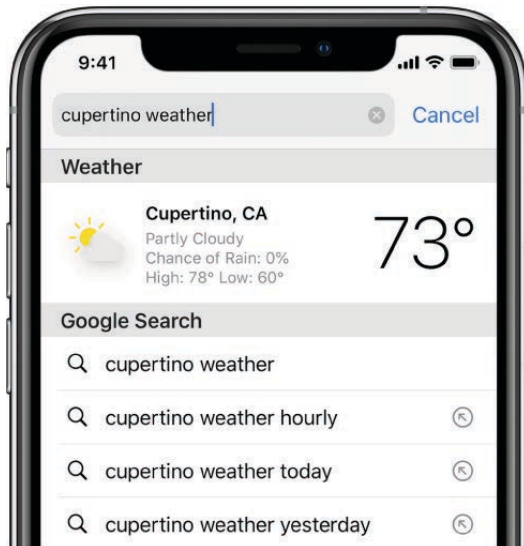 9:41
cupertino weather
Cancel
Weather
Cupertino, CA
Partly Cloudy
Chance of Rain: 0%
High: 78° Low: 60°
73°
Google Search
cupertino weather
cupertino weather hourly
cupertino weather today
cupertino weather yesterday